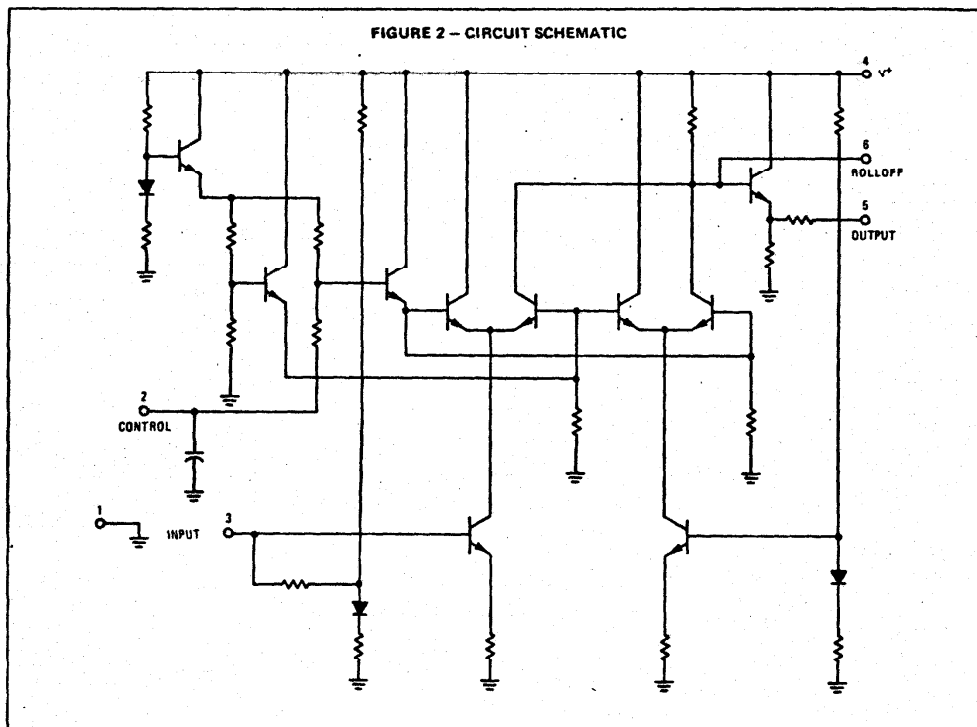 FIGURE 2 – CIRCUIT SCHEMATIC
4
V+
6
ROLLOFF
5
OUTPUT
2
CONTROL
1
INPUT
3